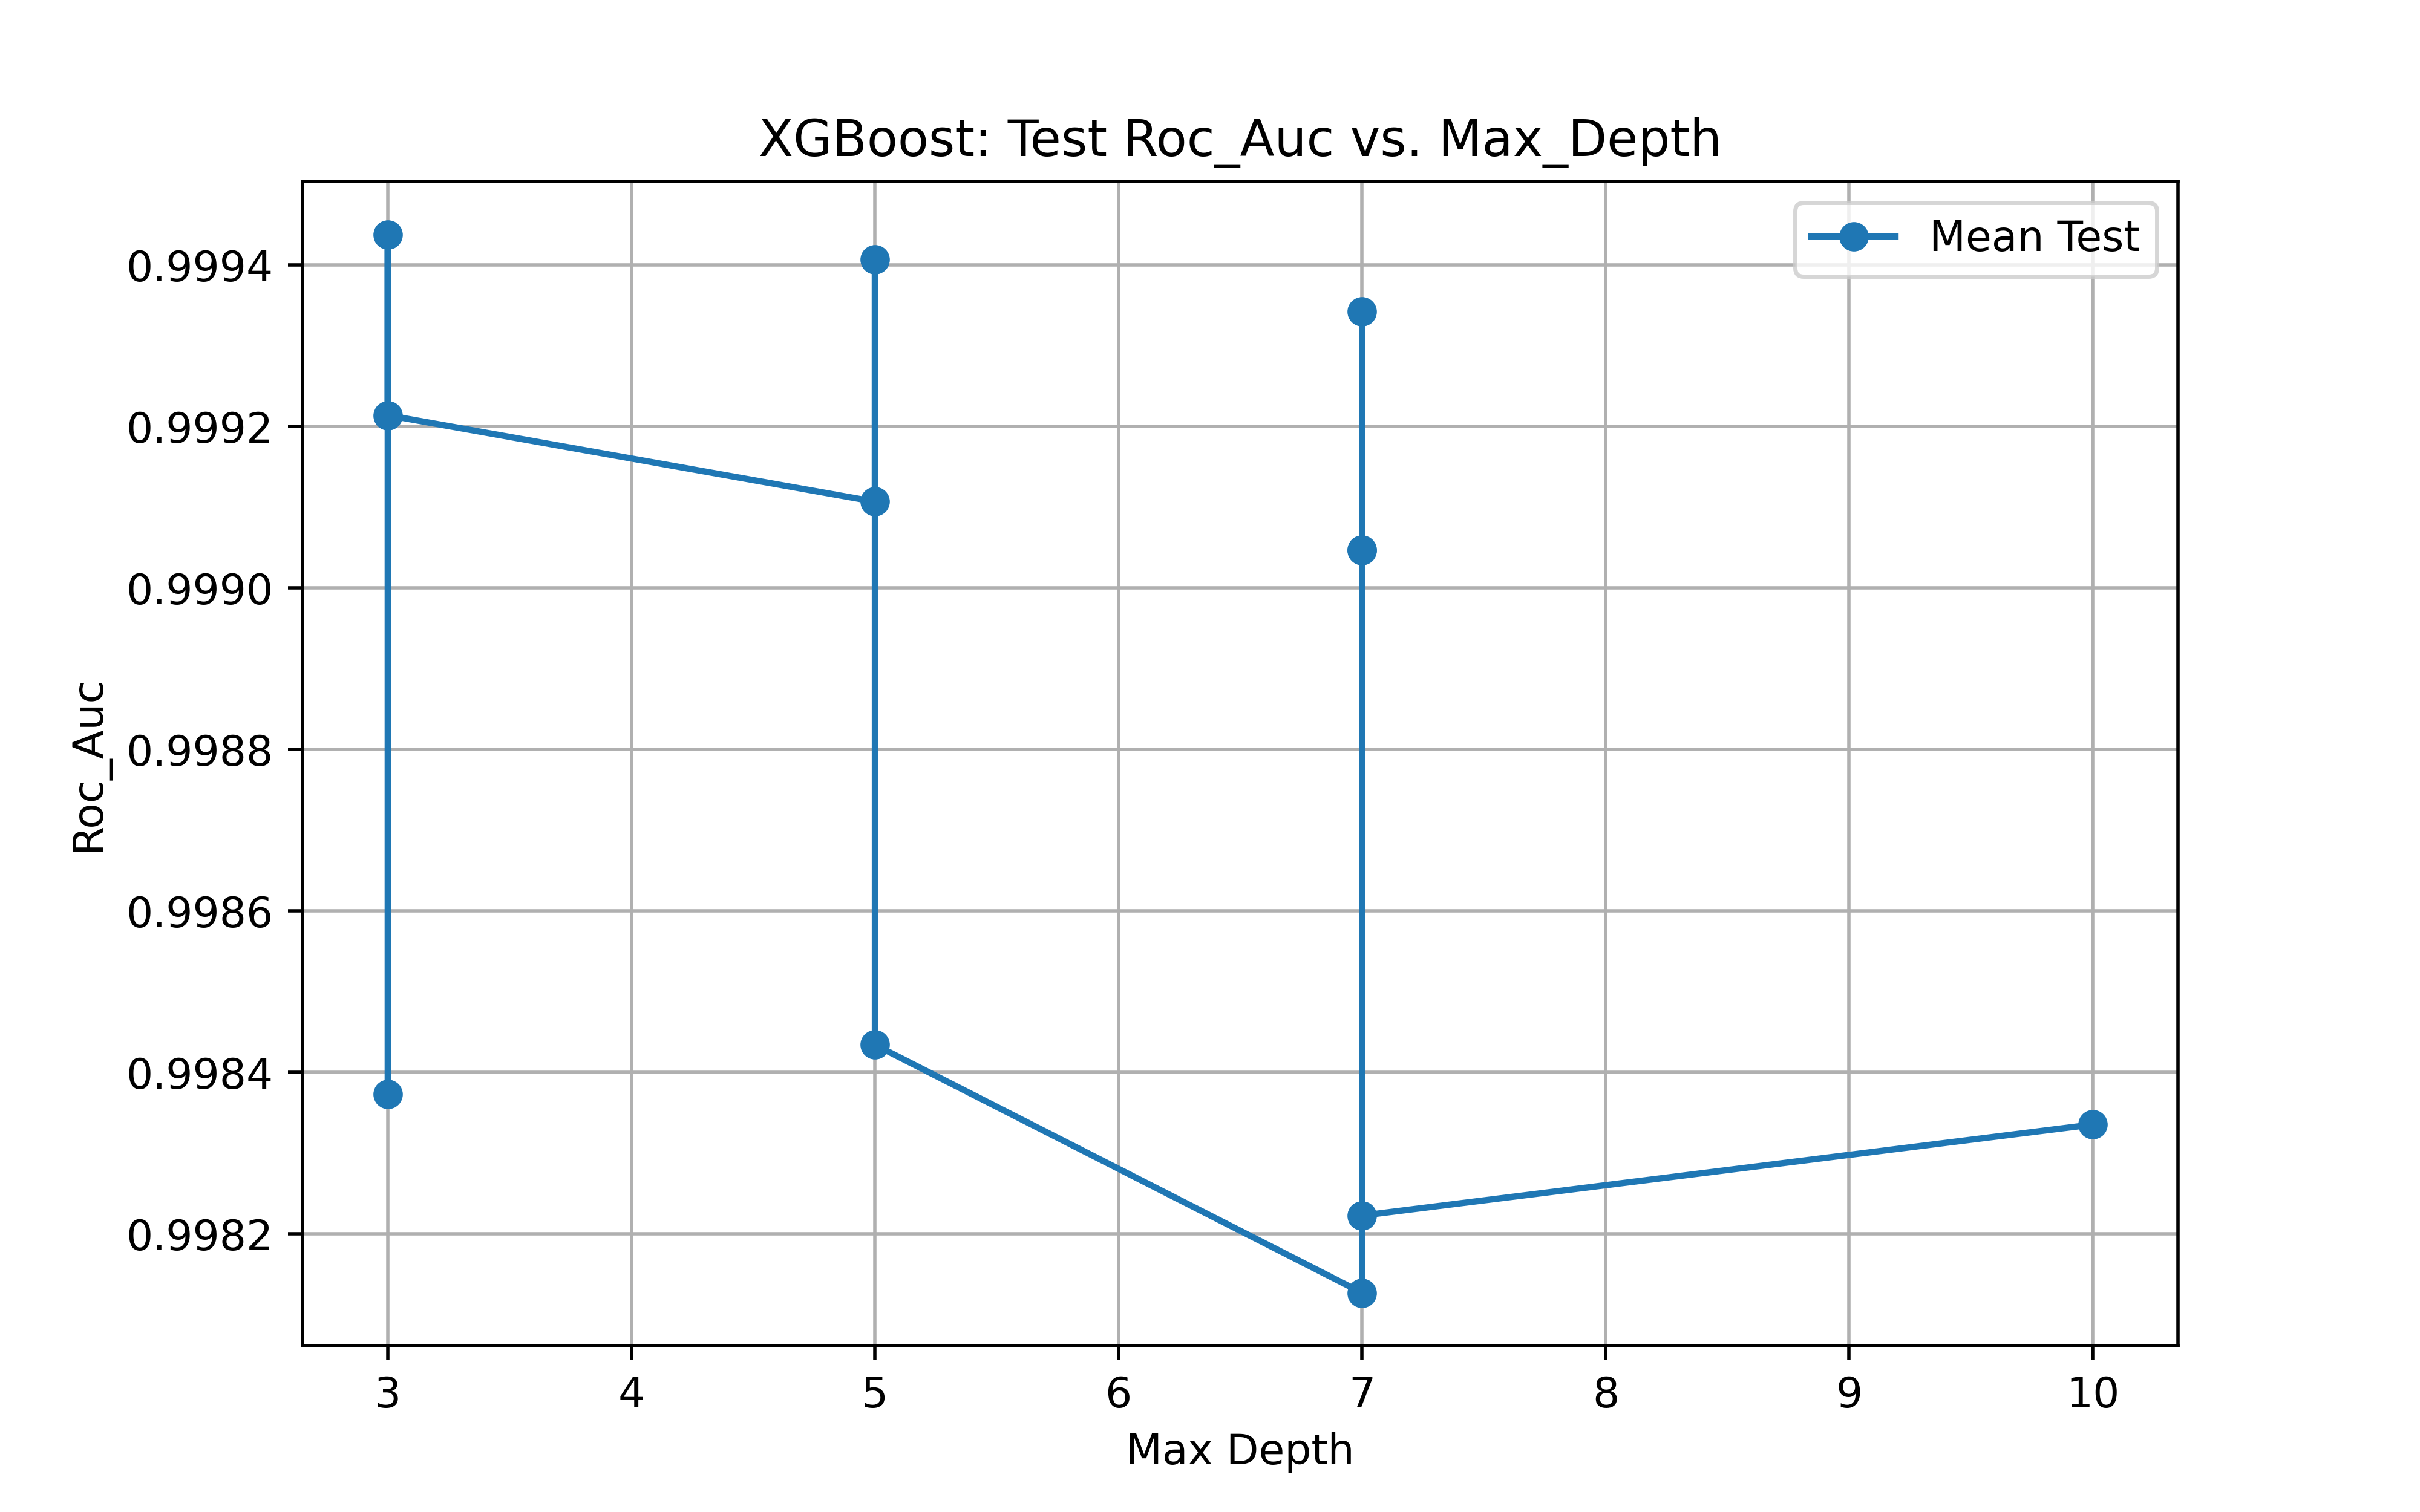 XGBoost: Test Roc_Auc vs. Max_Depth
Mean Test
0.9994
0.9992
0.9990
0.9988
0.9986
0.9984
0.9982
Roc_Auc
3 4 5 6 7 8 9 10
Max Depth